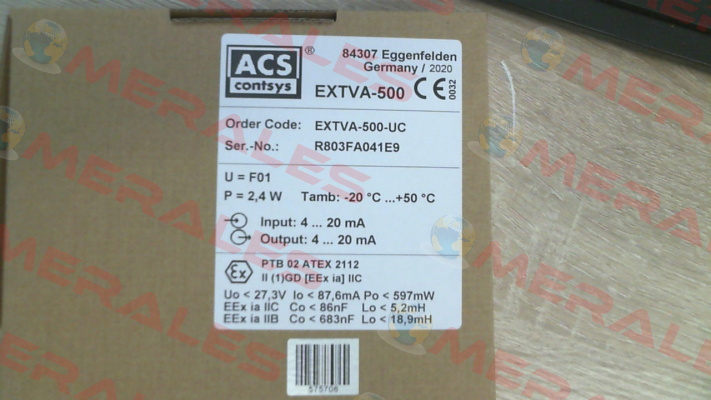 ACS®
contsys
84307 Eggenfelden
Germany / 2020
EXTVA-500 CE 0032
Order Code: EXTVA-500-UC
Ser.-No.: R803FA041E9
U = F01
P = 2,4 W Tamb: -20 °C ...+50 °C
Input: 4 ... 20 mA
Output: 4 ... 20 mA
Ex
PTB 02 ATEX 2112
II (1)GD [EEx ia] IIC
Uo < 27,3V Io < 87,6mA Po < 597mW
EEx ia IIC Co < 86nF Lo < 5,2mH
EEx ia IIB Co < 683nF Lo < 18,9mH
575708
MERALES
MERALES
MERALES
MERALES
MERALES